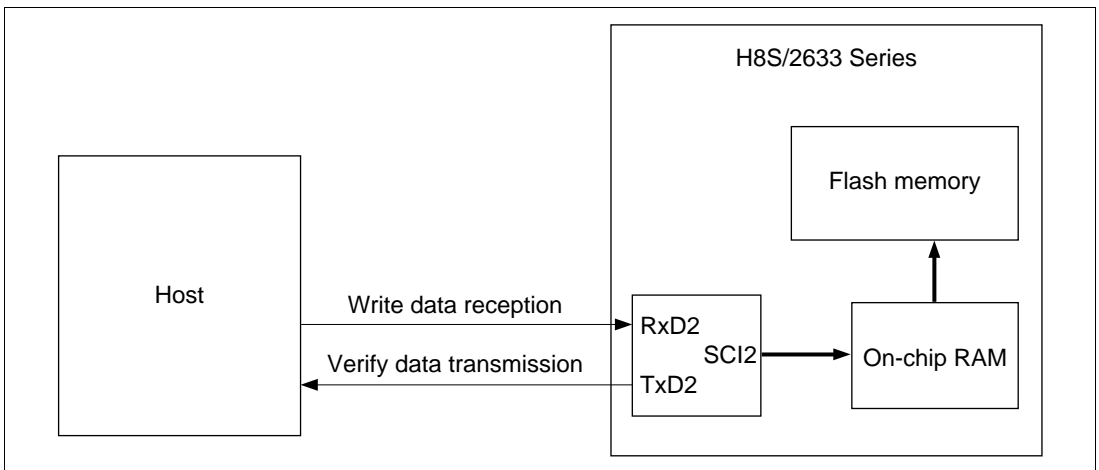 H8S/2633 Series
Flash memory
Host
Write data reception
RxD2
SCI2
On-chip RAM
Verify data transmission
TxD2